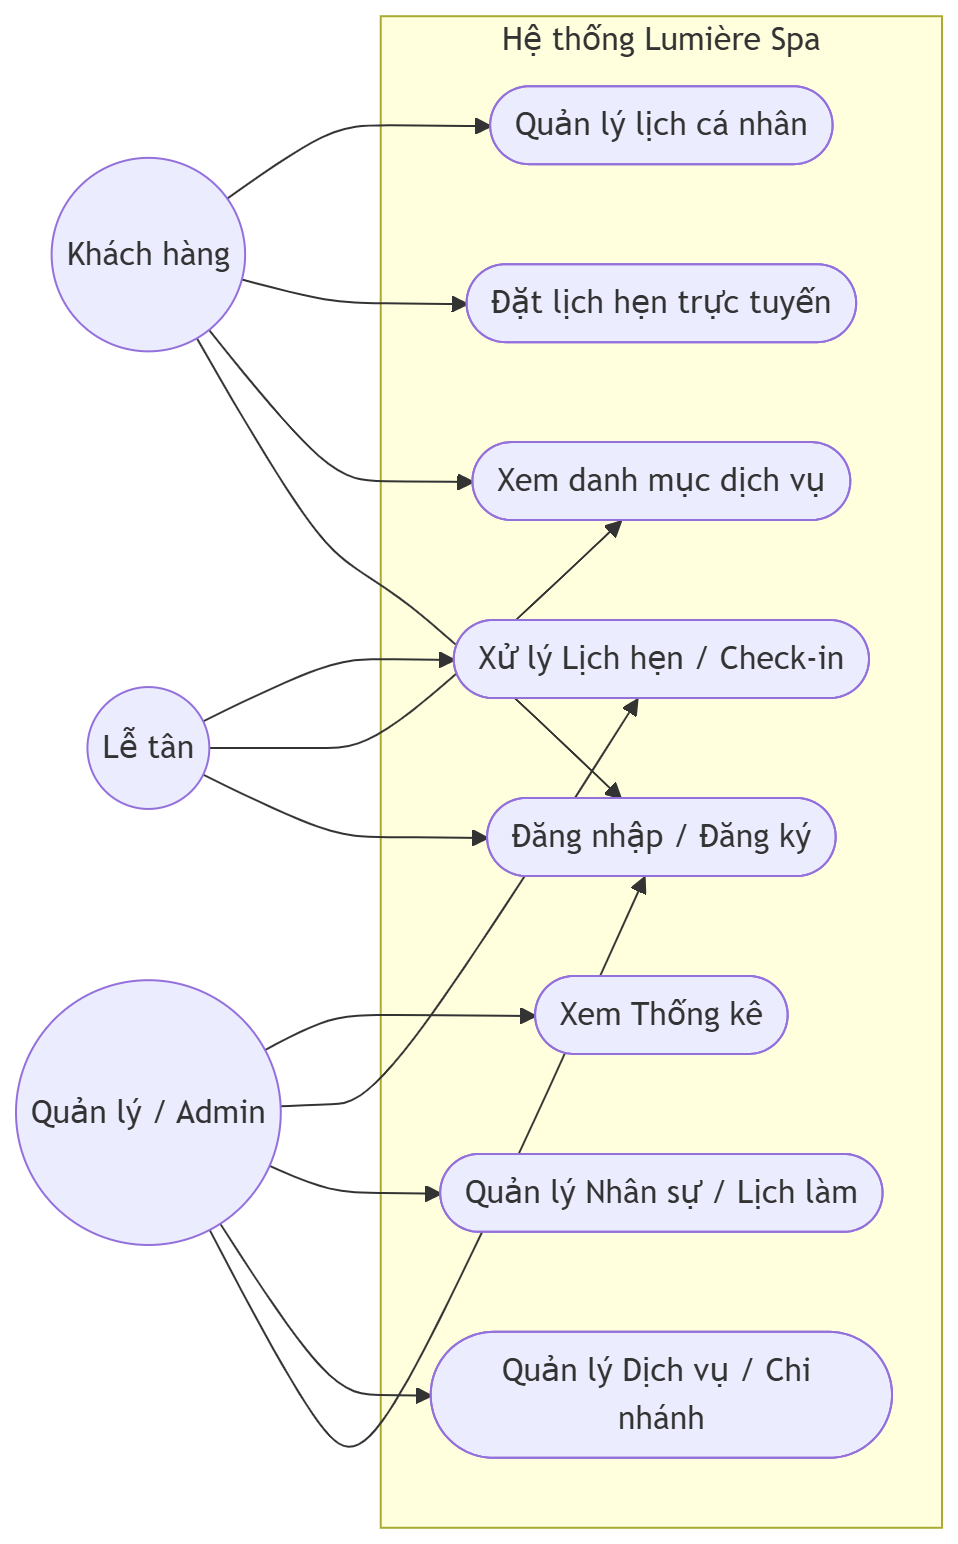 Hệ thống Lumière Spa
Quản lý lịch cá nhân
Khách hàng
Đặt lịch hẹn trực tuyến
Xem danh mục dịch vụ
Xử lý Lịch hẹn / Check-in
Lễ tân
Đăng nhập / Đăng ký
Xem Thống kê
Quản lý / Admin
Quản lý Nhân sự / Lịch làm
Quản lý Dịch vụ / Chi
nhánh